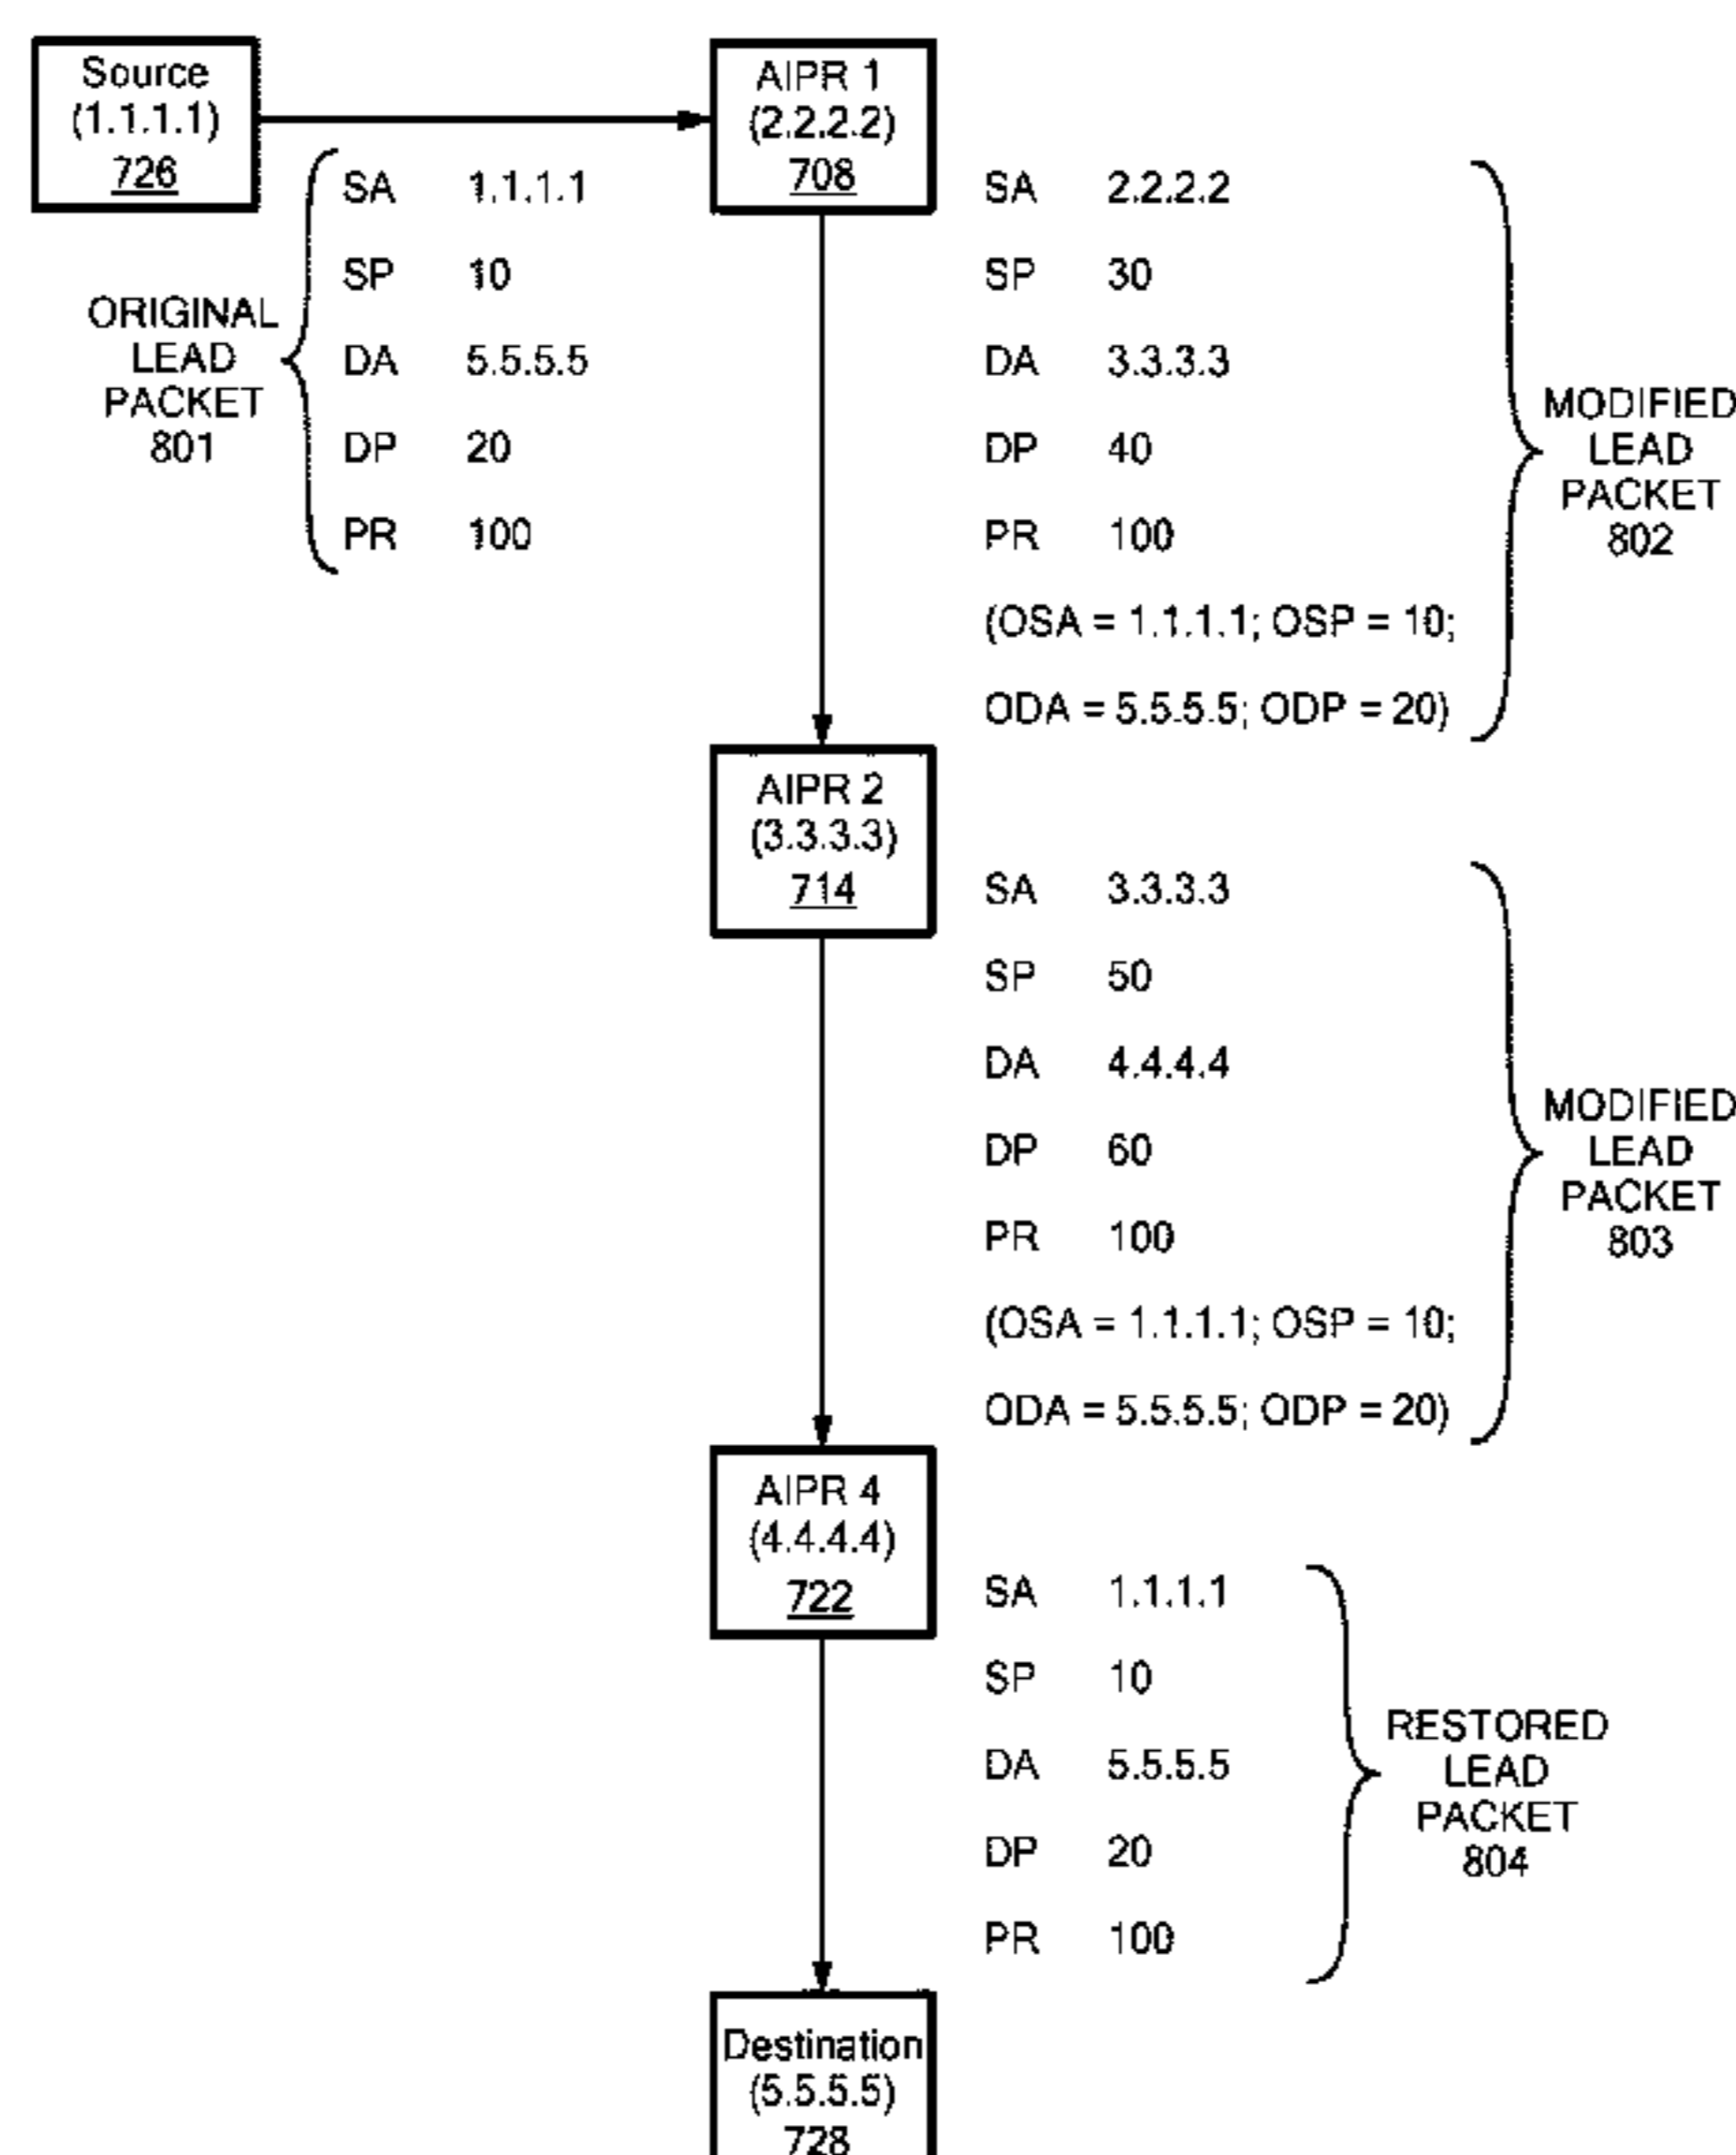 Source
(1.1.1.1)
726
AIPR 1
(2.2.2.2)
708
ORIGINAL
LEAD
PACKET
801
SA 1.1.1.1
SP 10
DA 5.5.5.5
DP 20
PR 100
SA 2.2.2.2
SP 30
DA 3.3.3.3
DP 40
PR 100
(OSA = 1.1.1.1; OSP = 10;
ODA = 5.5.5.5; ODP = 20)
MODIFIED
LEAD
PACKET
802
AIPR 2
(3.3.3.3)
714
SA 3.3.3.3
SP 50
DA 4.4.4.4
DP 60
PR 100
(OSA = 1.1.1.1; OSP = 10;
ODA = 5.5.5.5; ODP = 20)
MODIFIED
LEAD
PACKET
803
AIPR 4
(4.4.4.4)
722
SA 1.1.1.1
SP 10
DA 5.5.5.5
DP 20
PR 100
RESTORED
LEAD
PACKET
804
Destination
(5.5.5.5)
728